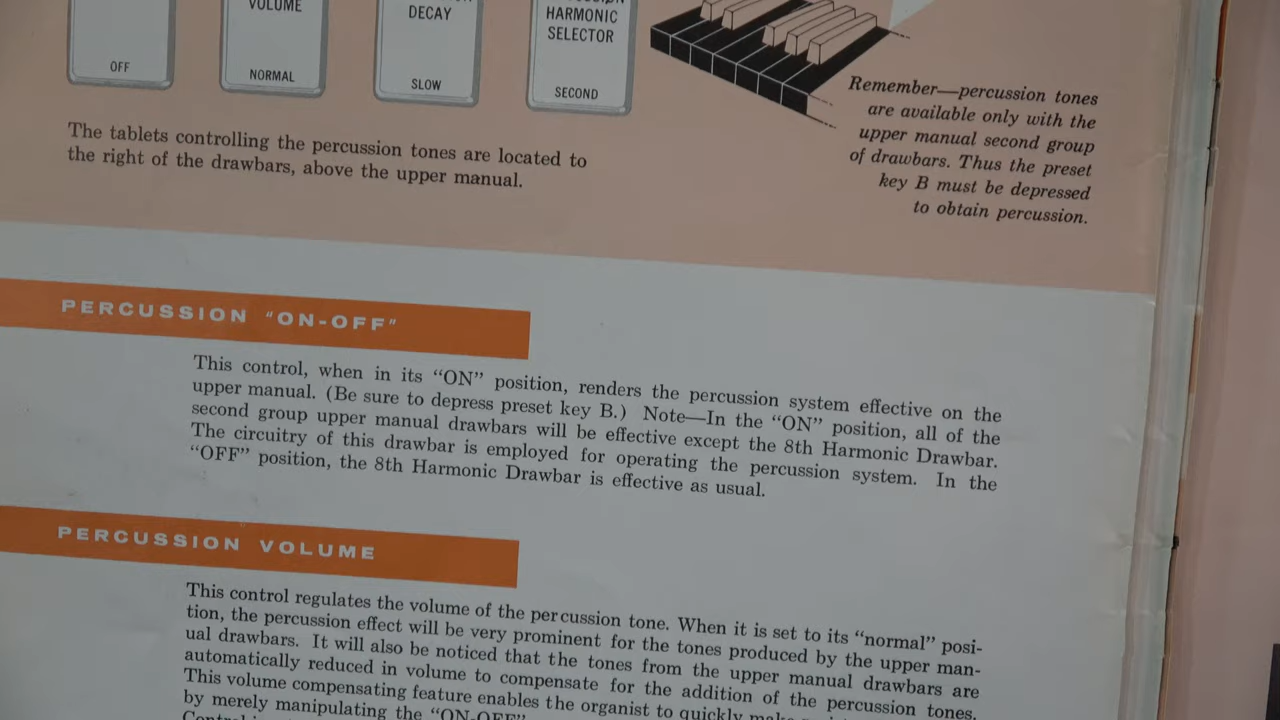 VOLUME
DECAY
HARMONIC
SELECTOR
OFF
NORMAL
SLOW
SECOND
Remember—percussion tones
are available only with the
upper manual second group
of drawbars. Thus the preset
key B must be depressed
to obtain percussion.
The tablets controlling the percussion tones are located to
the right of the drawbars, above the upper manual.
PERCUSSION "ON-OFF"
This control, when in its “ON” position, renders the percussion system effective on the
upper manual. (Be sure to depress preset key B.) Note—In the “ON” position, all of the
second group upper manual drawbars will be effective except the 8th Harmonic Drawbar.
The circuitry of this drawbar is employed for operating the percussion system. In the
“OFF” position, the 8th Harmonic Drawbar is effective as usual.
PERCUSSION VOLUME
This control regulates the volume of the percussion tone. When it is set to its “normal” posi-
tion, the percussion effect will be very prominent for the tones produced by the upper man-
ual drawbars. It will also be noticed that the tones from the upper manual drawbars are
automatically reduced in volume to compensate for the addition of the percussion tones.
This volume compensating feature enables the organist to quickly make
by merely manipulating the “ON-OFF”